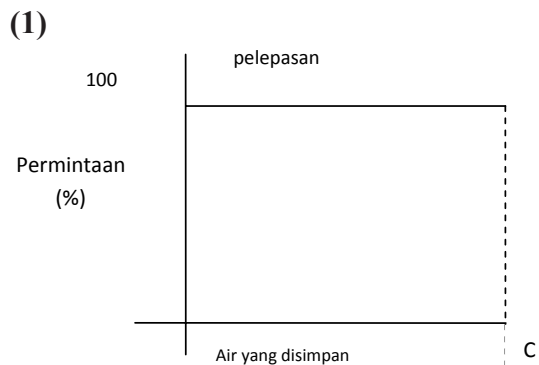 (1)
pelepasan
100
Permintaan
(%)
Air yang disimpan
C